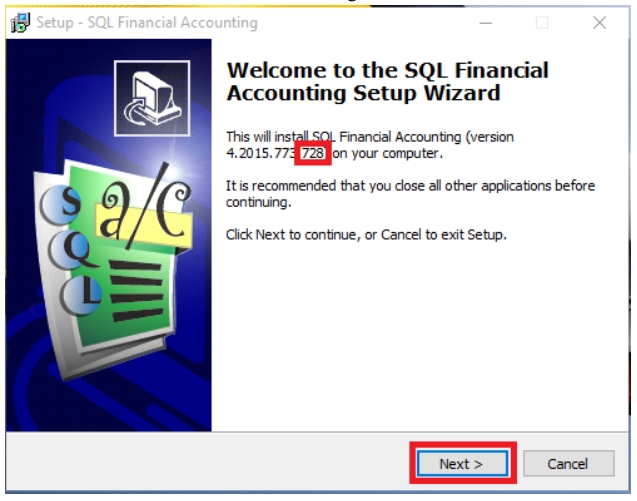 Setup - SQL Financial Accounting
Welcome to the SQL Financial
Accounting Setup Wizard
This will install SQL Financial Accounting (version
4.2015.773.728) on your computer.
It is recommended that you close all other applications before
continuing.
Click Next to continue, or Cancel to exit Setup.
S a/c
Q
L
Next >
Cancel